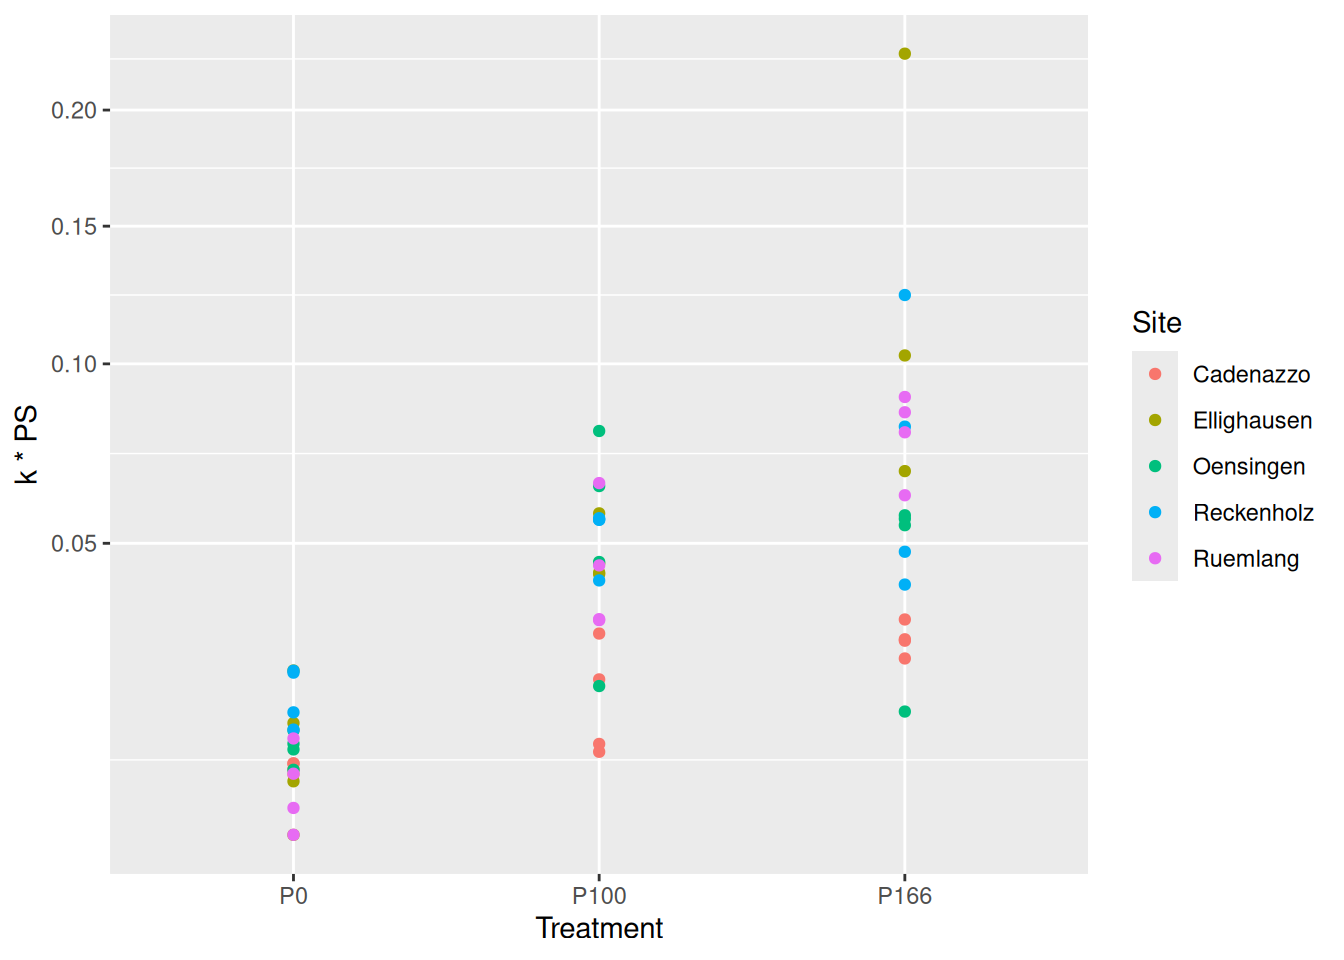 k * PS
0.20
0.15
0.10
0.05
P0 P100 P166
Treatment
Site
Cadenazzo
Ellighausen
Oensingen
Reckenholz
Ruemlang